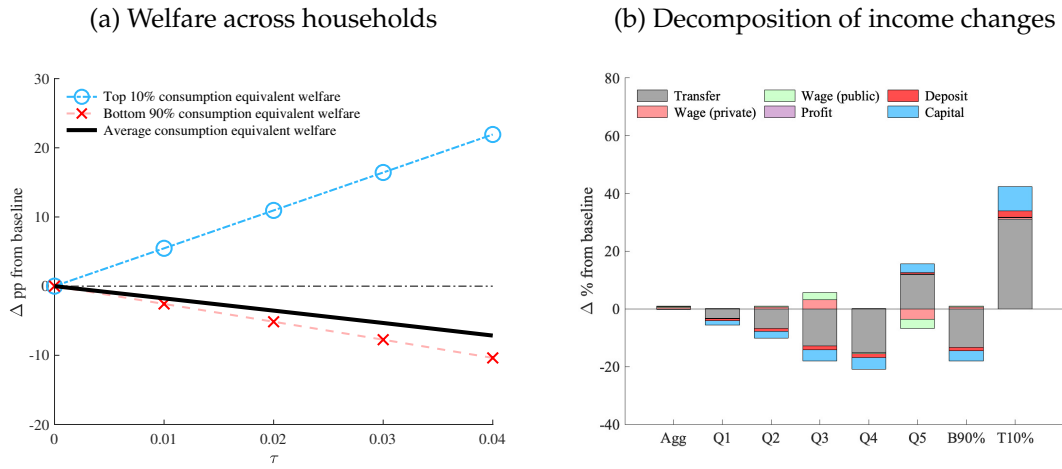 (a) Welfare across households
30
20
10
0
-10
-20
Δ pp from baseline
Top 10% consumption equivalent welfare
Bottom 90% consumption equivalent welfare
Average consumption equivalent welfare
0 0.01 0.02 0.03 0.04
τ
(b) Decomposition of income changes
80
60
40
20
0
-20
-40
Δ % from baseline
Transfer Wage (public) Deposit
Wage (private) Profit Capital
Agg Q1 Q2 Q3 Q4 Q5 B90% T10%